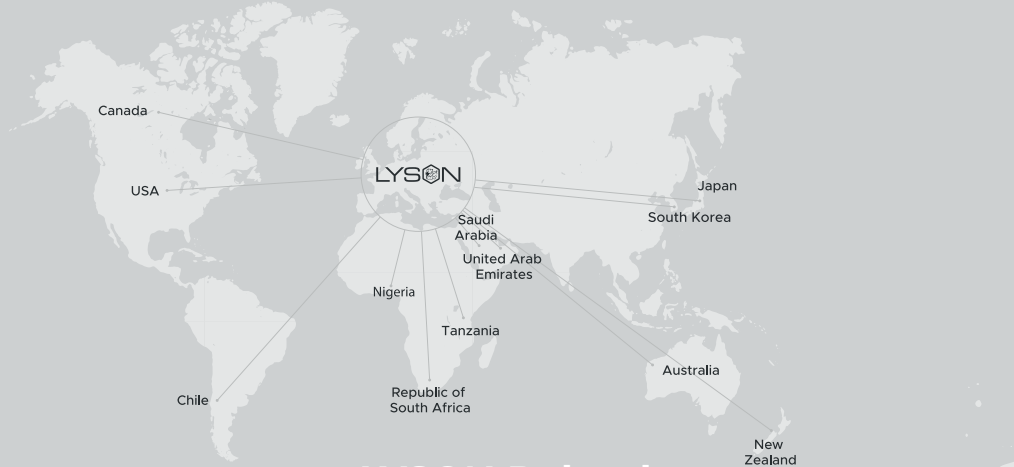 Canada
LYSON
USA
Japan
South Korea
Saudi
Arabia
United Arab
Emirates
Nigeria
Tanzania
Australia
Republic of
South Africa
Chile
New
Zealand